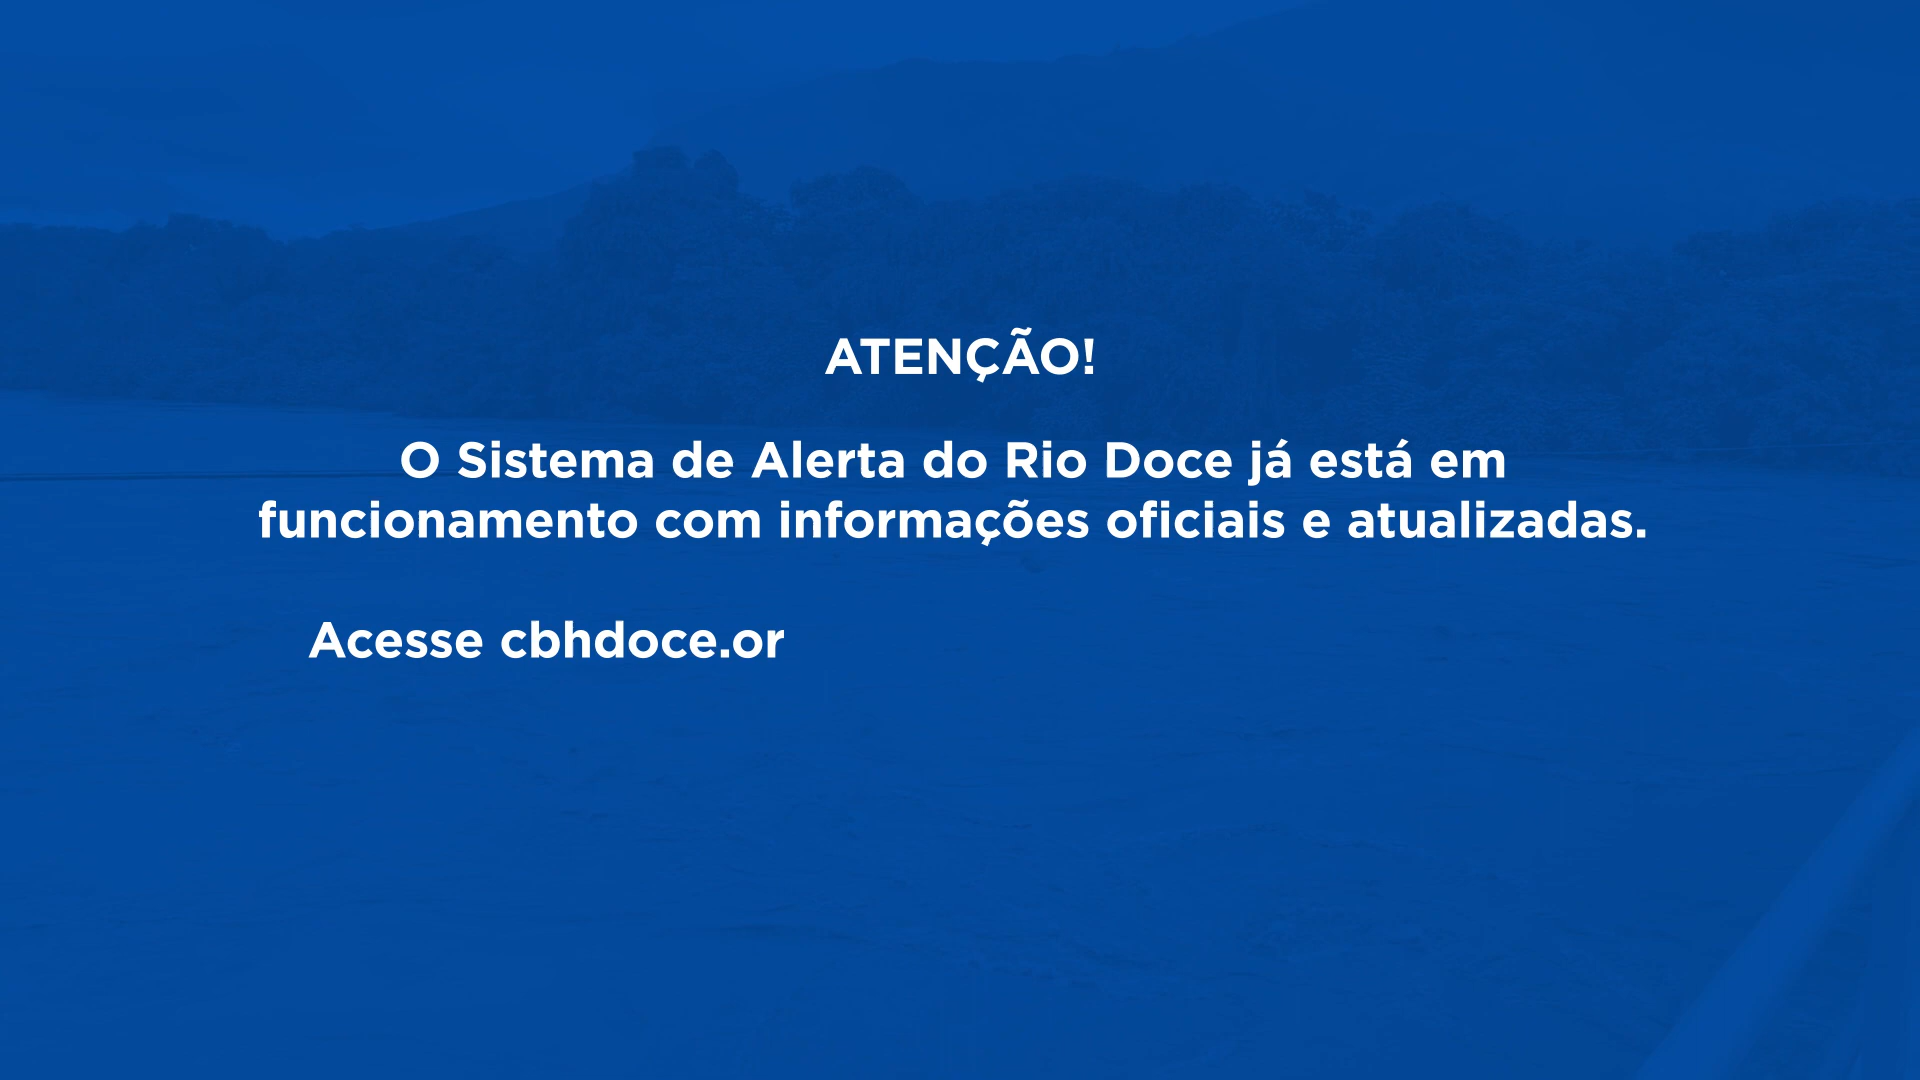 ATENÇÃO!
O Sistema de Alerta do Rio Doce já está em
funcionamento com informações oficiais e atualizadas.
Acesse cbhdoce.or